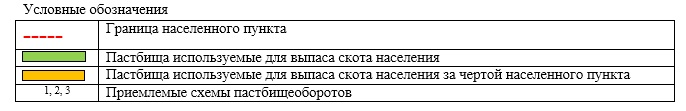 Условные обозначения
Граница населенного пункта
Пастбища используемые для выпаса скота населения
Пастбища используемые для выпаса скота населения за чертой населенного пункта
1, 2, 3 Приемлемые схемы пастбищеоборотов